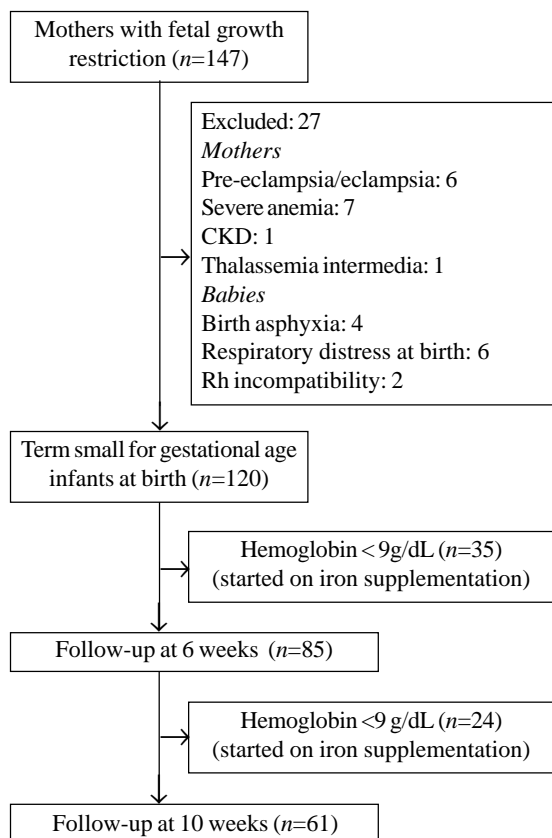 Mothers with fetal growth
restriction (n=147)
Excluded: 27
Mothers
Pre-eclampsia/eclampsia: 6
Severe anemia: 7
CKD: 1
Thalassemia intermedia: 1
Babies
Birth asphyxia: 4
Respiratory distress at birth: 6
Rh incompatibility: 2
Term small for gestational age
infants at birth (n=120)
Hemoglobin < 9g/dL (n=35)
(started on iron supplementation)
Follow-up at 6 weeks (n=85)
Hemoglobin <9 g/dL (n=24)
(started on iron supplementation)
Follow-up at 10 weeks (n=61)